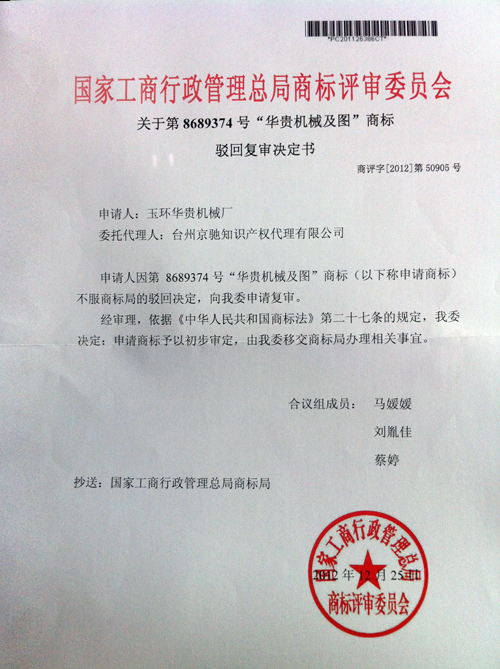 *PC201126386CT*
国家工商行政管理总局商标评审委员会
关于第 8689374 号“华贵机械及图”商标
驳回复审决定书
商评字[2012]第 50905 号
申请人：玉环华贵机械厂
委托代理人：台州京驰知识产权代理有限公司
申请人因第 8689374 号“华贵机械及图”商标（以下称申请商标）
不服商标局的驳回决定，向我委申请复审。
经审理，依据《中华人民共和国商标法》第二十七条的规定，我委
决定：申请商标予以初步审定，由我委移交商标局办理相关事宜。
合议组成员： 马媛媛
刘胤佳
蔡婷
抄送：国家工商行政管理总局商标局
国家工商行政管理总局
2012 年 12 月 25 日
商标评审委员会